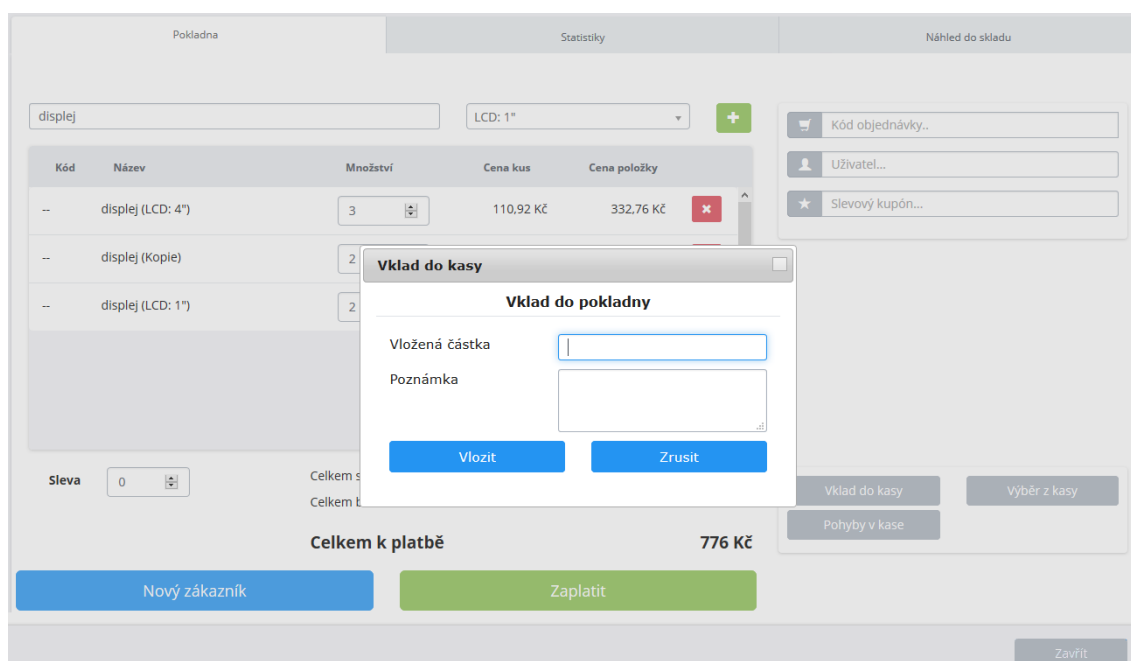 Pokladna
Statistiky
Náhled do skladu
displej
LCD: 1"
Kód objednávky..
Uživatel...
Slevový kupón...
Kód Název Množství Cena kus Cena položky
-- displej (LCD: 4") 3 110,92 Kč 332,76 Kč
-- displej (Kopie) 2
-- displej (LCD: 1") 2
Vklad do kasy
Vklad do pokladny
Vložená částka
Poznámka
Vlozit
Zrusit
Sleva 0
Celkem
Celkem
Celkem k platbě 776 Kč
Vklad do kasy
Výběr z kasy
Pohyby v kase
Nový zákazník
Zaplatit
Zavřít